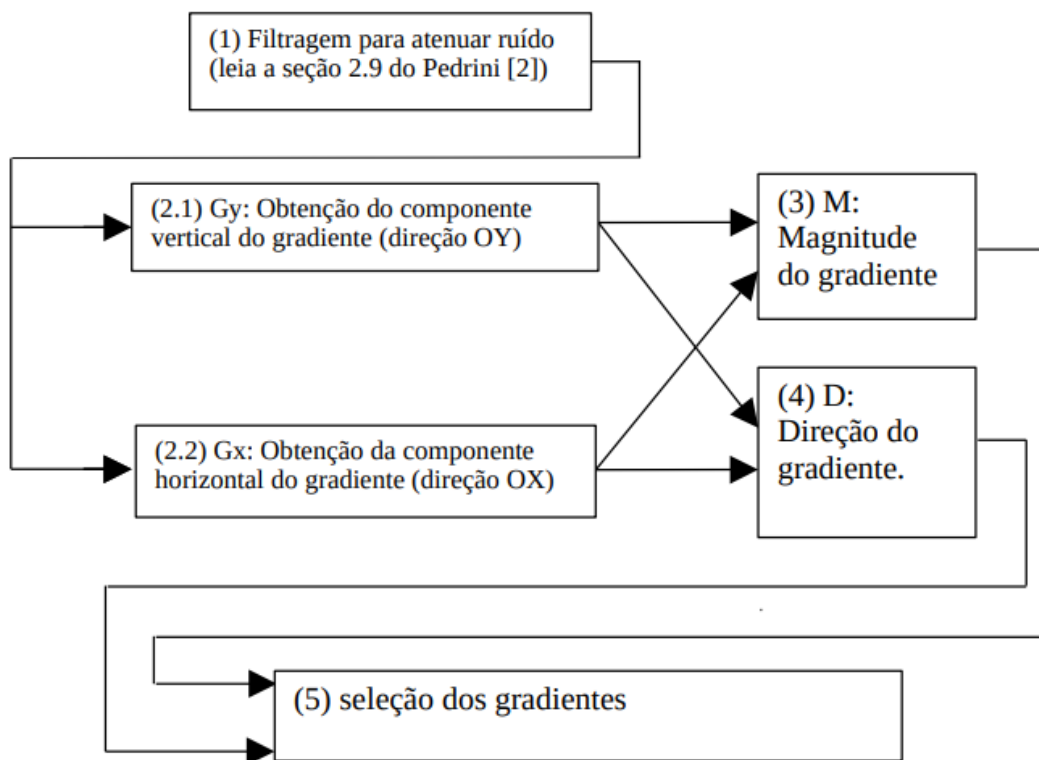 (1) Filtragem para atenuar ruído
(leia a seção 2.9 do Pedrini [2])
(2.1) Gy: Obtenção do componente
vertical do gradiente (direção OY)
(3) M:
Magnitude
do gradiente
(2.2) Gx: Obtenção da componente
horizontal do gradiente (direção OX)
(4) D:
Direção do
gradiente.
(5) seleção dos gradientes